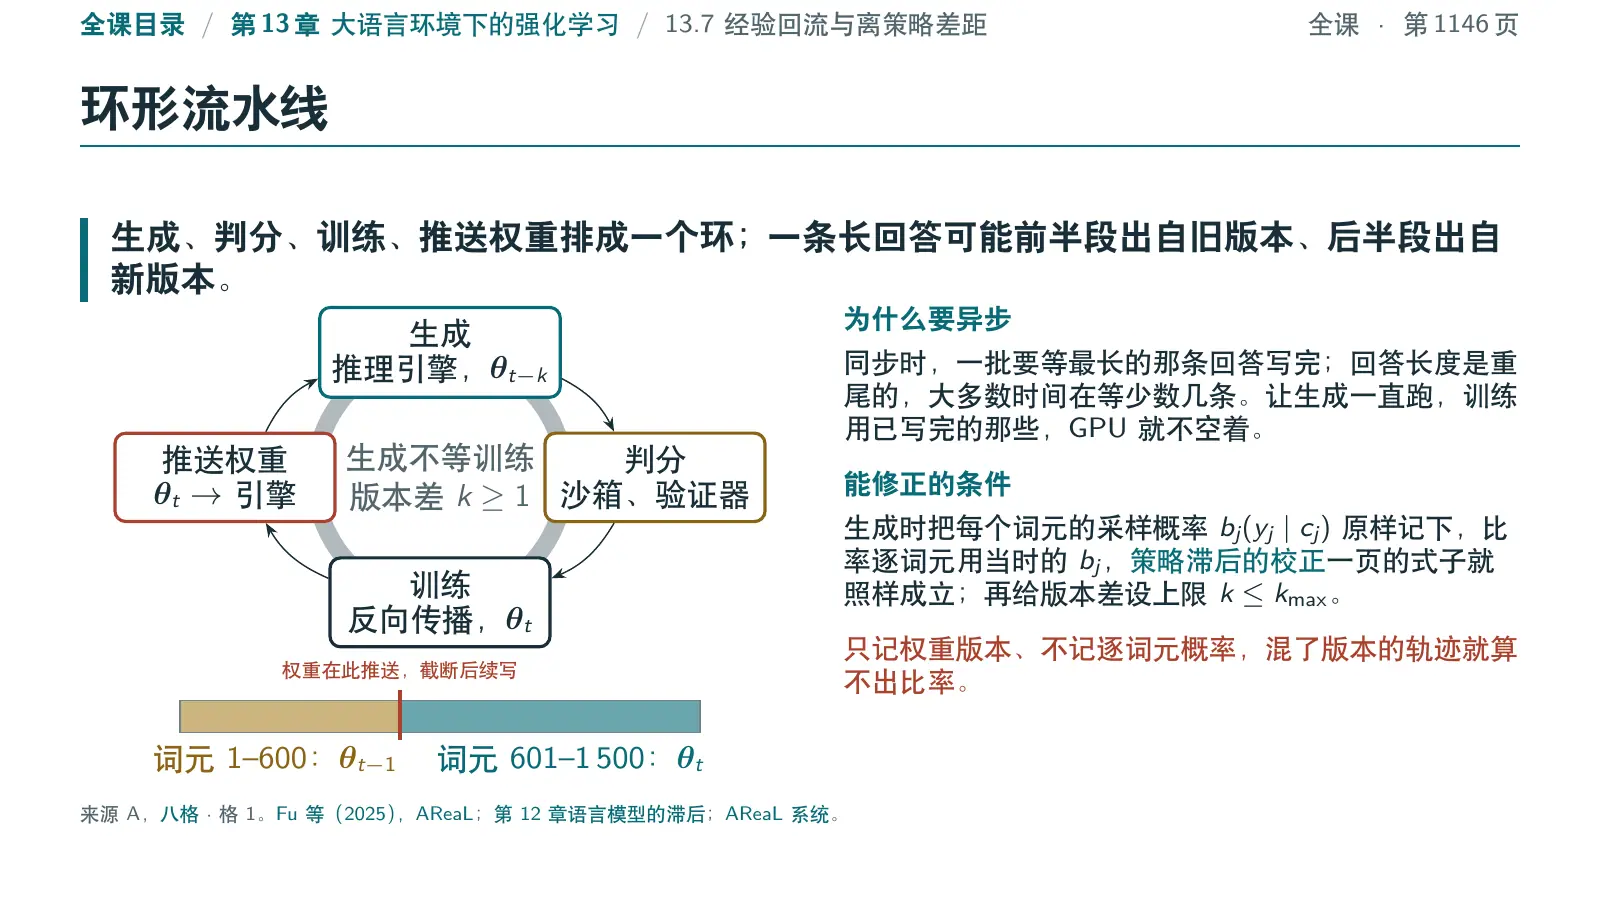 全课目录 / 第 13 章 大语言环境下的强化学习 / 13.7 经验回流与离策略差距
全课 · 第 1146 页
环形流水线
生成、判分、训练、推送权重排成一个环；一条长回答可能前半段出自旧版本、后半段出自
新版本。
生成
推理引擎，θt−k
推送权重
θt → 引擎
生成不等训练
版本差 k ≥ 1
判分
沙箱、验证器
训练
反向传播，θt
权重在此推送，截断后续写
词元 1–600：θt−1
词元 601–1 500：θt
为什么要异步
同步时，一批要等最长的那条回答写完；回答长度是重
尾的，大多数时间在等少数几条。让生成一直跑，训练
用已写完的那些，GPU 就不空着。
能修正的条件
生成时把每个词元的采样概率 bj(yj | cj) 原样记下，比
率逐词元用当时的 bj，策略滞后的校正一页的式子就
照样成立；再给版本差设上限 k ≤ kmax。
只记权重版本、不记逐词元概率，混了版本的轨迹就算
不出比率。
来源 A，八格 · 格 1。Fu 等（2025），AReaL；第 12 章语言模型的滞后；AReaL 系统。